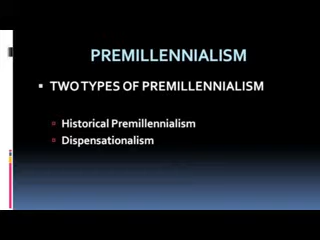 PREMILLENNIALISM
TWO TYPES OF PREMILLENNIALISM
Historical Premillennialism
Dispensationalism